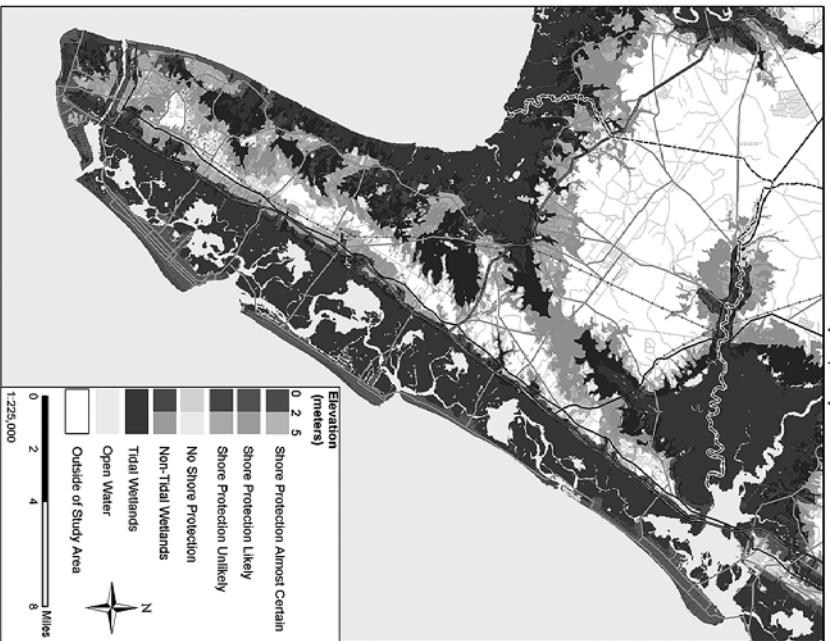 Elevation
(meters)
0 2 5
Shore Protection Almost Certain
Shore Protection Likely
Shore Protection Unlikely
No Shore Protection
Non-Tidal Wetlands
Tidal Wetlands
Open Water
Outside of Study Area
N
0 2 4 8 Miles
1:225,000